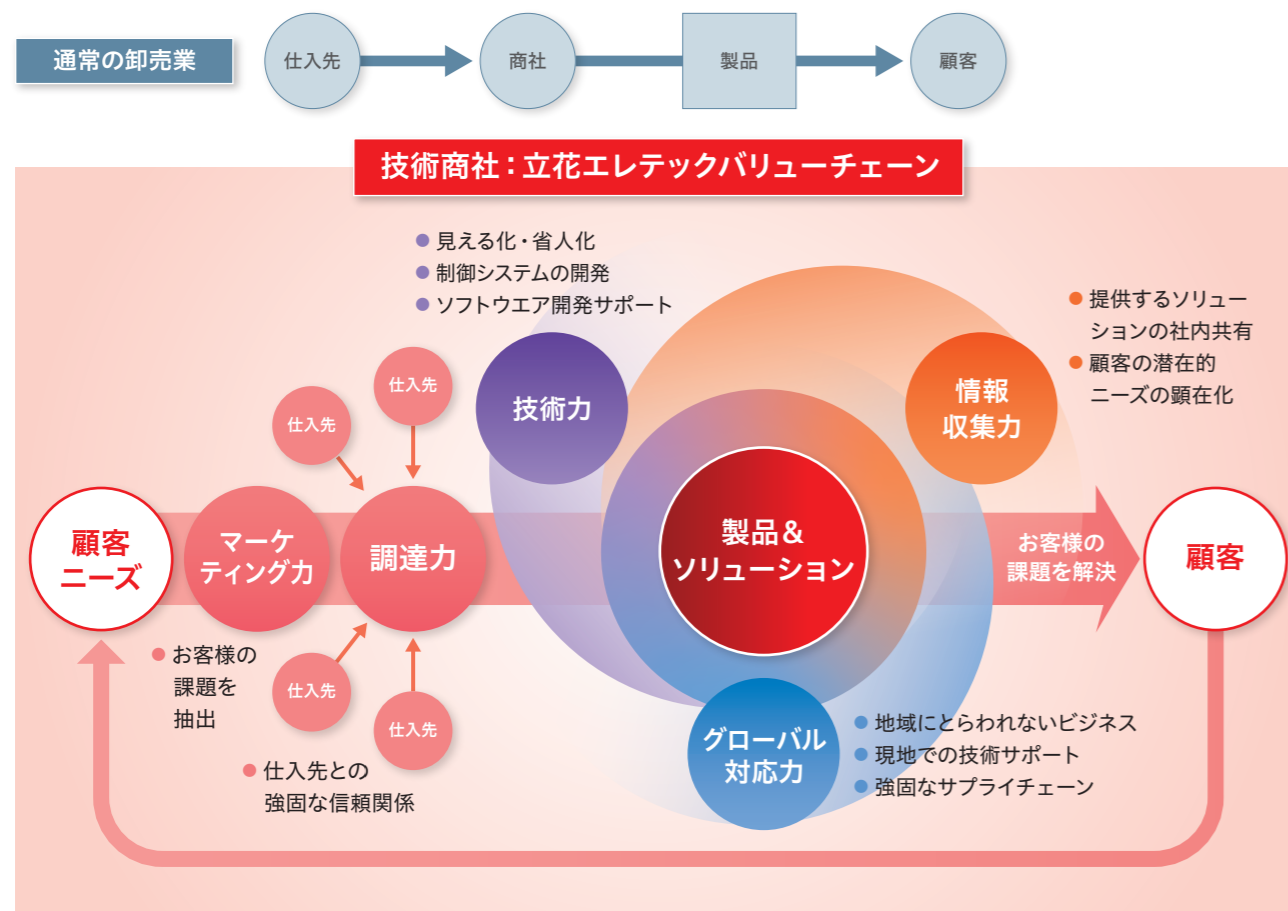 通常の卸売業
仕入先
商社
製品
顧客
技術商社：立花エレテックバリューチェーン
● 見える化・省人化
● 制御システムの開発
● ソフトウエア開発サポート
技術力
情報
収集力
● 提供するソリュー
ションの社内共有
● 顧客の潜在的
ニーズの顕在化
仕入先
仕入先
顧客
ニーズ
マーケ
ティング力
調達力
製品＆
ソリューション
お客様の
課題を解決
顧客
● お客様の
課題を
抽出
仕入先
仕入先
● 仕入先との
強固な信頼関係
グローバル
対応力
● 地域にとらわれないビジネス
● 現地での技術サポート
● 強固なサプライチェーン